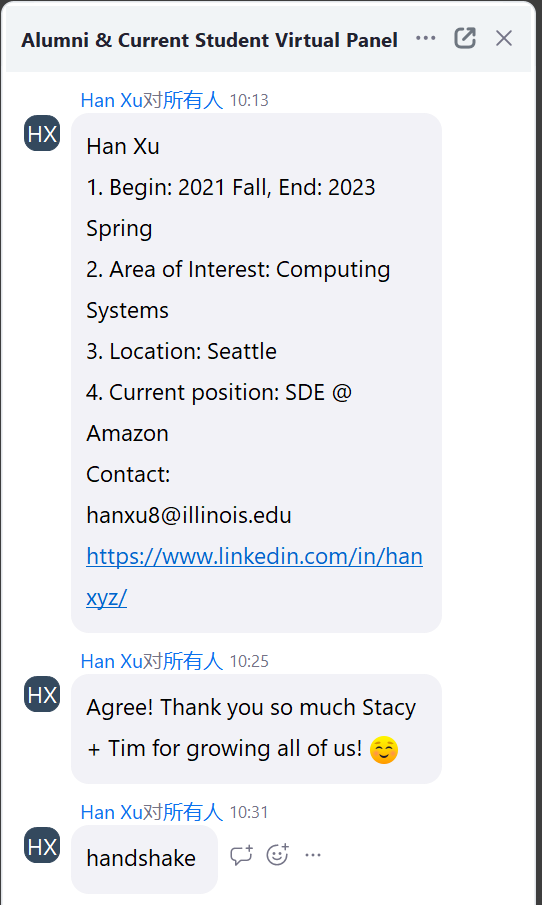 Alumni & Current Student Virtual Panel
Han Xu对所有人 10:13
HX
Han Xu
1. Begin: 2021 Fall, End: 2023
Spring
2. Area of Interest: Computing
Systems
3. Location: Seattle
4. Current position: SDE @
Amazon
Contact:
hanxu8@illinois.edu
https://www.linkedin.com/in/han
xyz/
Han Xu对所有人 10:25
HX
Agree! Thank you so much Stacy
+ Tim for growing all of us! ☺️
Han Xu对所有人 10:31
HX
handshake